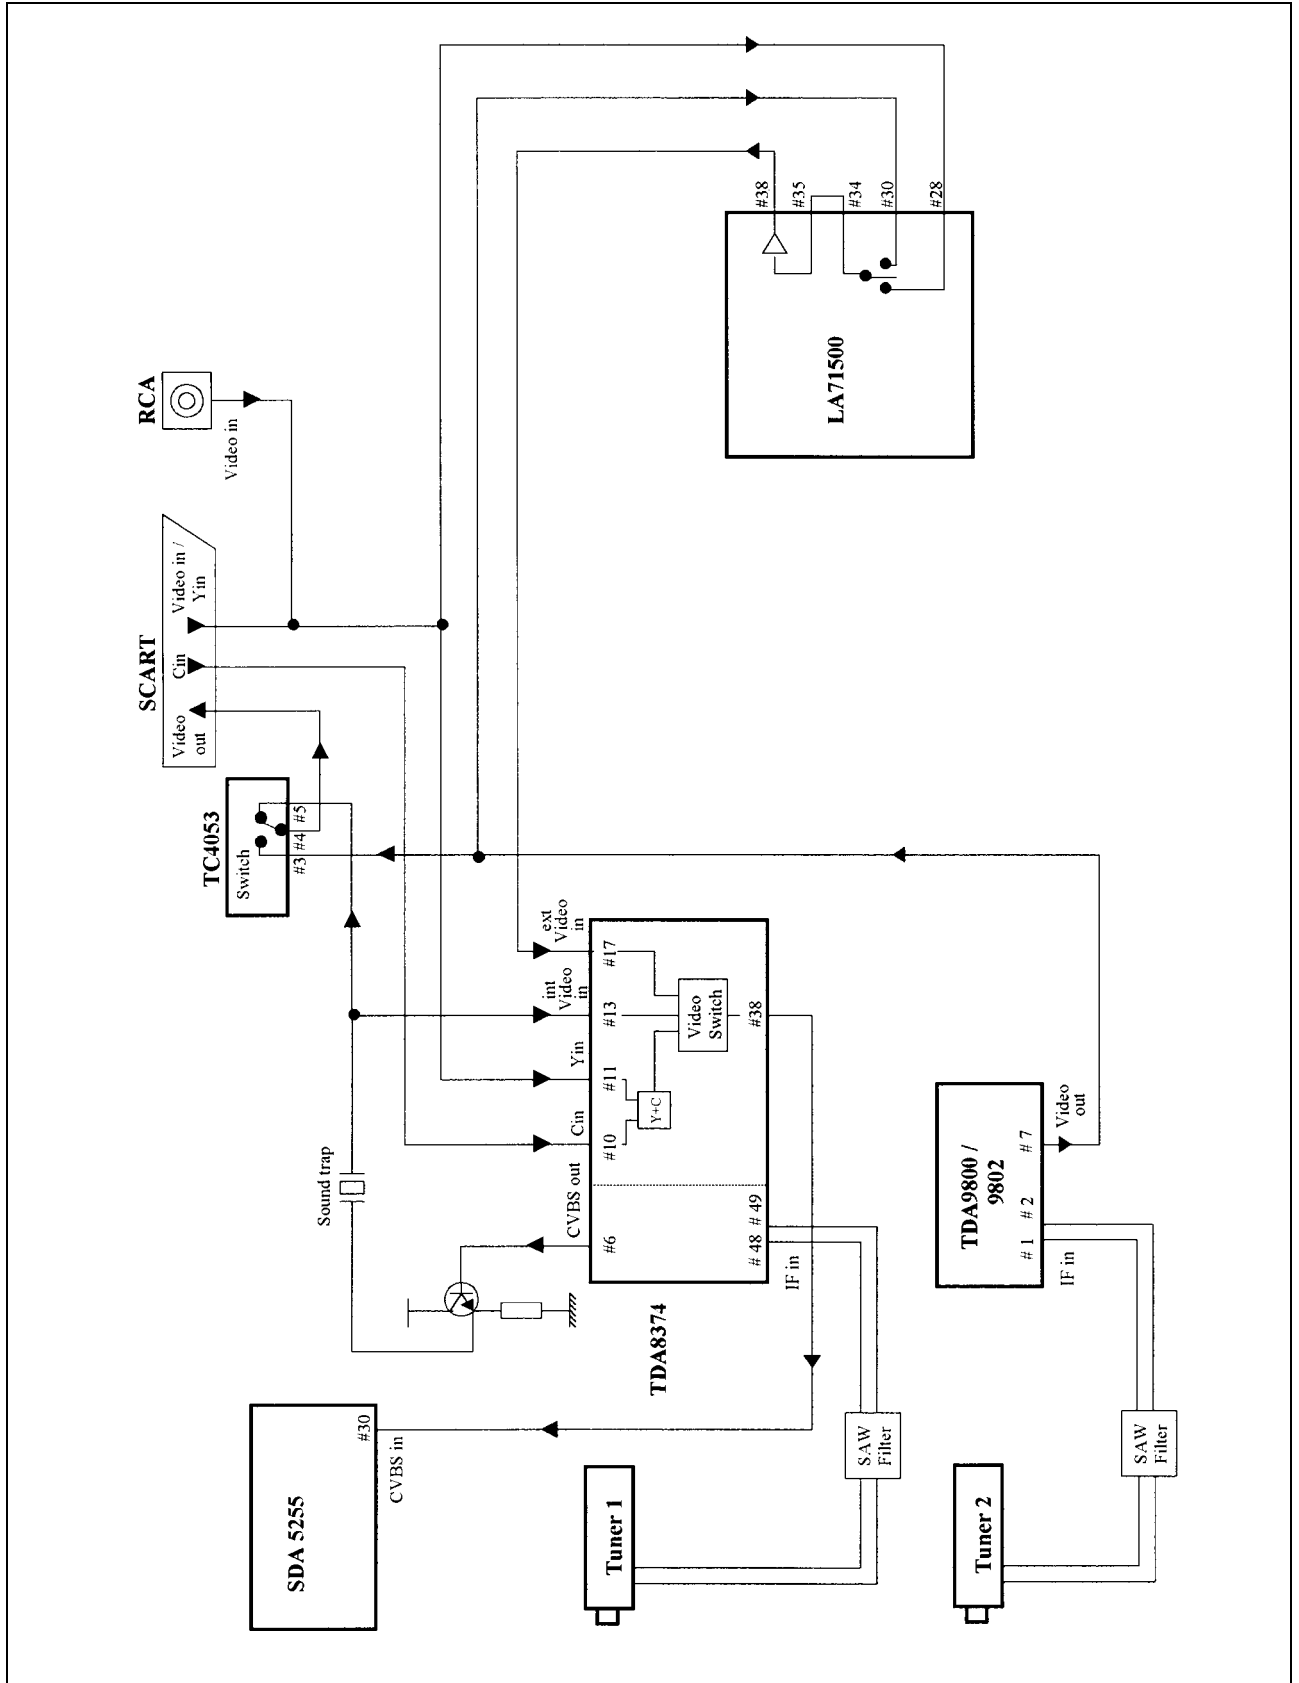 RCA
Video in
SCART
Video in /
Yin
Cin
Video
out
TC4053
Switch
#3
#4
#5
#38
#35
#34
#30
#28
LA71500
ext
Video
in
int
Video
in
Yin
Cin
CVBS out
#17
#13
#11
#10
#6
Y+C
Video
Switch
#38
# 49
# 48
IF in
TDA8374
Sound trap
SDA 5255
#30
CVBS in
Tuner 1
SAW
Filter
TDA9800 /
9802
# 1
# 2
# 7
IF in
Video
out
Tuner 2
SAW
Filter